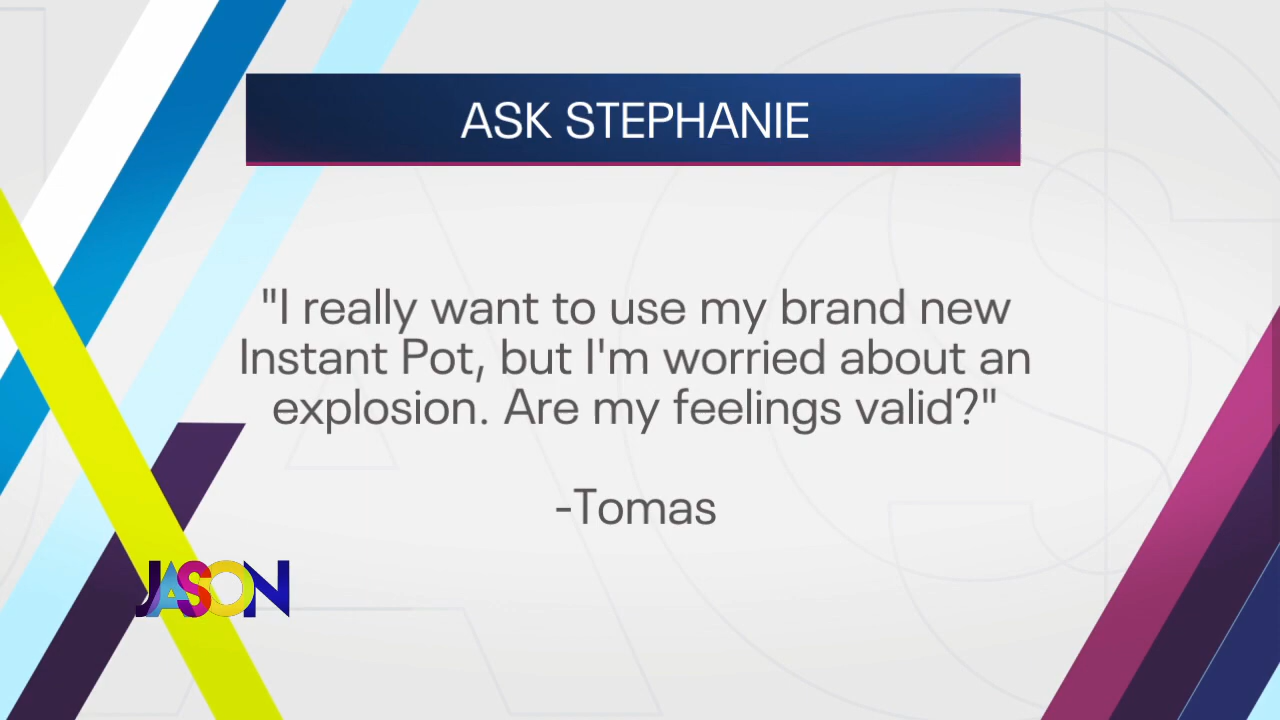 ASK STEPHANIE
"I really want to use my brand new
Instant Pot, but I'm worried about an
explosion. Are my feelings valid?"
-Tomas
JASON